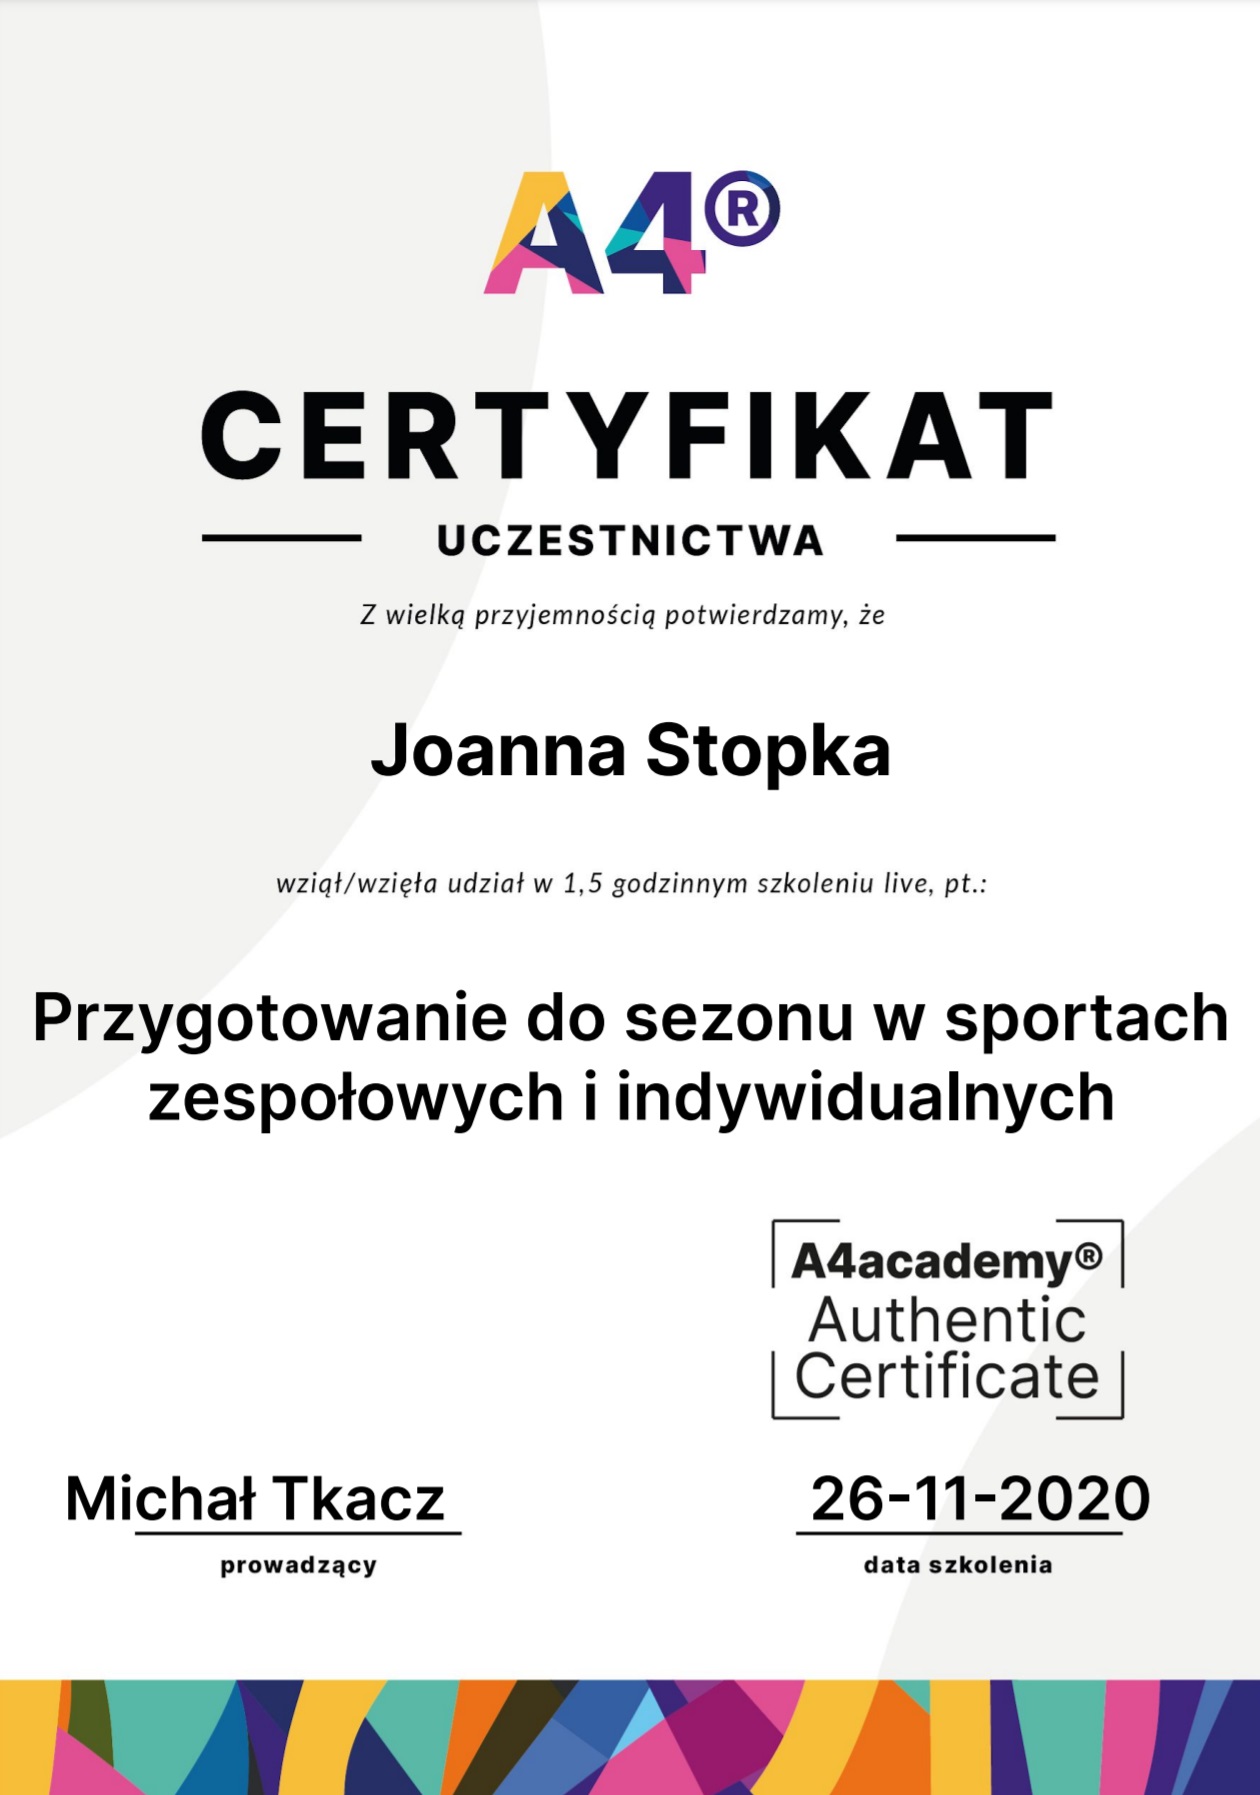 A4®
CERTYFIKAT
UCZESTNICTWA
Z wielką przyjemnością potwierdzamy, że
Joanna Stopka
wziął/wzięła udział w 1,5 godzinnym szkoleniu live, pt.:
Przygotowanie do sezonu w sportach
zespołowych i indywidualnych
A4academy®
Authentic
Certificate
Michał Tkacz
prowadzący
26-11-2020
data szkolenia